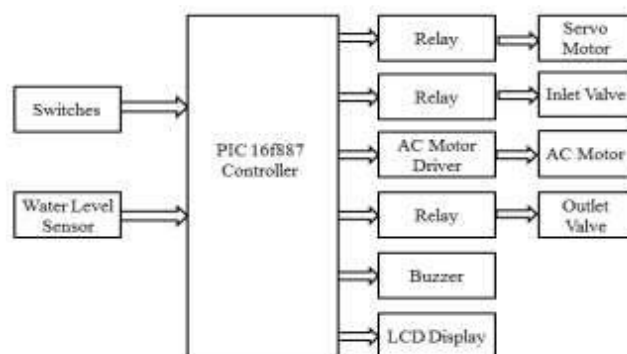 Switches
Water Level
Sensor
PIC 16f887
Controller
Relay
Servo
Motor
Relay
Inlet Valve
AC Motor
Driver
AC Motor
Relay
Outlet
Valve
Buzzer
LCD Display